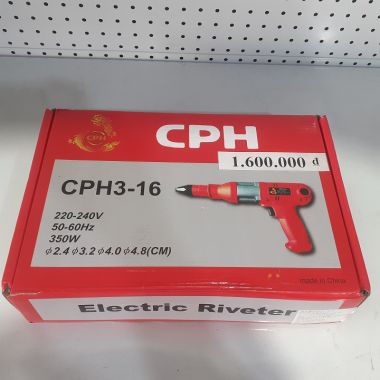 CPH
CPH
1.600.000 đ
CPH3-16
220-240V
50-60Hz
350W
ϕ2.4 ϕ3.2 ϕ4.0 ϕ4.8(CM)
made in China
Electric Riveter